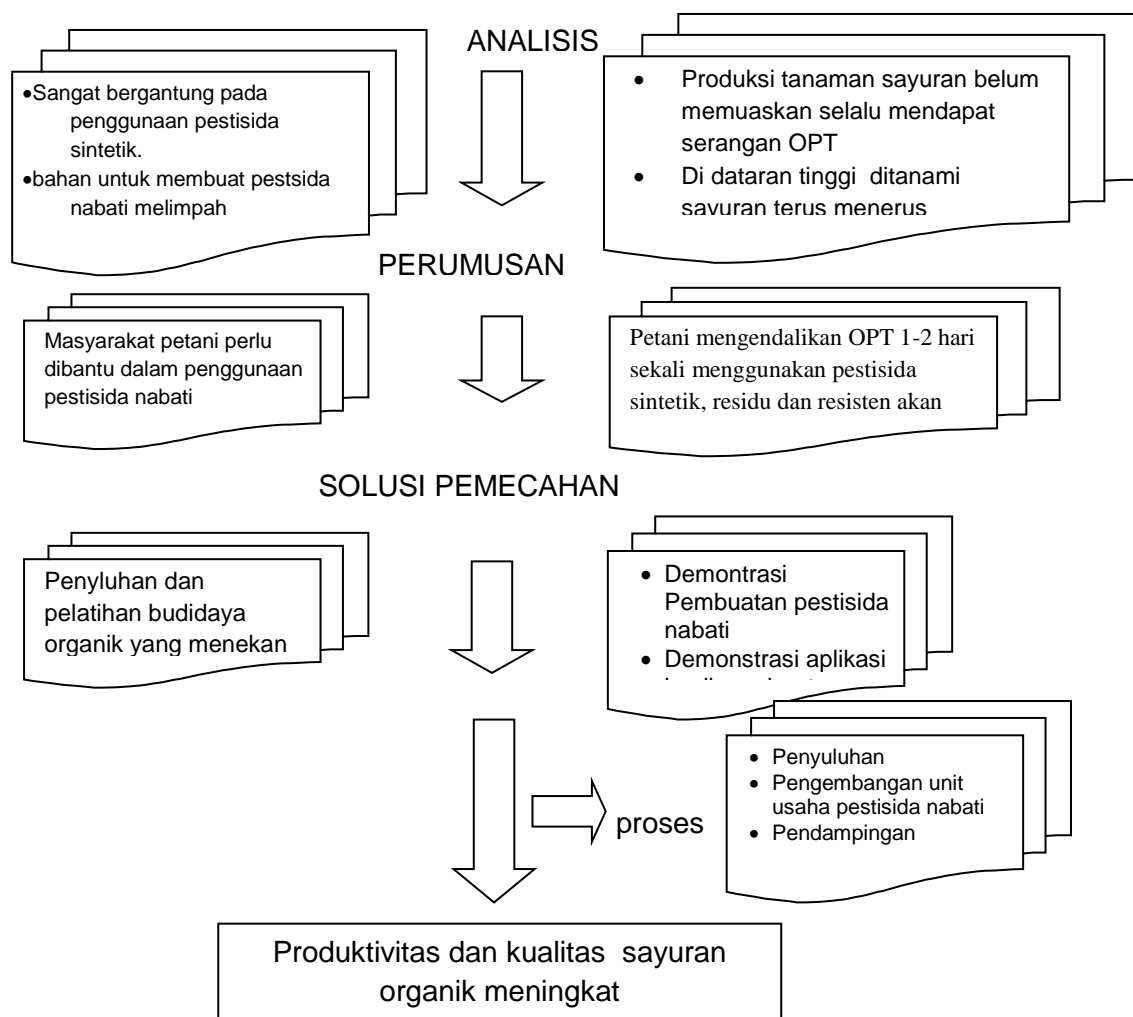 ANALISIS
•Sangat bergantung pada
penggunaan pestisida
sintetik.
•bahan untuk membuat pestsida
nabati melimpah
• Produksi tanaman sayuran belum
memuaskan selalu mendapat
serangan OPT
• Di dataran tinggi ditanami
sayuran terus menerus
PERUMUSAN
Masyarakat petani perlu
dibantu dalam penggunaan
pestisida nabati
Petani mengendalikan OPT 1-2 hari
sekali menggunakan pestisida
sintetik, residu dan resisten akan
SOLUSI PEMECAHAN
Penyluhan dan
pelatihan budidaya
organik yang menekan
• Demontrasi
Pembuatan pestisida
nabati
• Demonstrasi aplikasi
proses
• Penyuluhan
• Pengembangan unit
usaha pestisida nabati
• Pendampingan
Produktivitas dan kualitas sayuran
organik meningkat